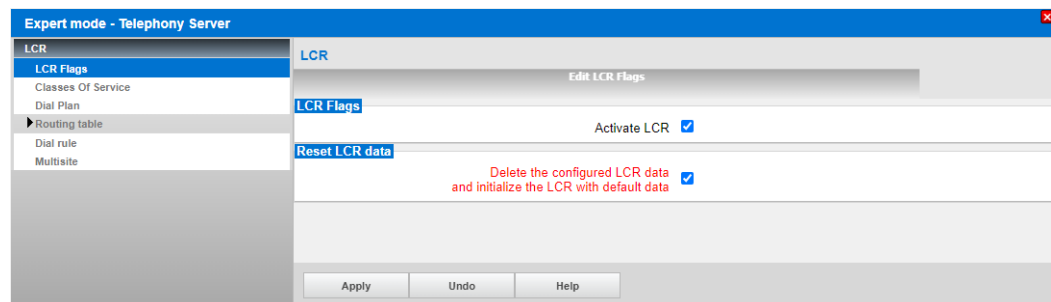 Expert mode - Telephony Server
LCR
LCR Flags
Classes Of Service
Dial Plan
Routing table
Dial rule
Multisite
LCR
Edit LCR Flags
LCR Flags
Activate LCR
Reset LCR data
Delete the configured LCR data
and initialize the LCR with default data
Apply
Undo
Help